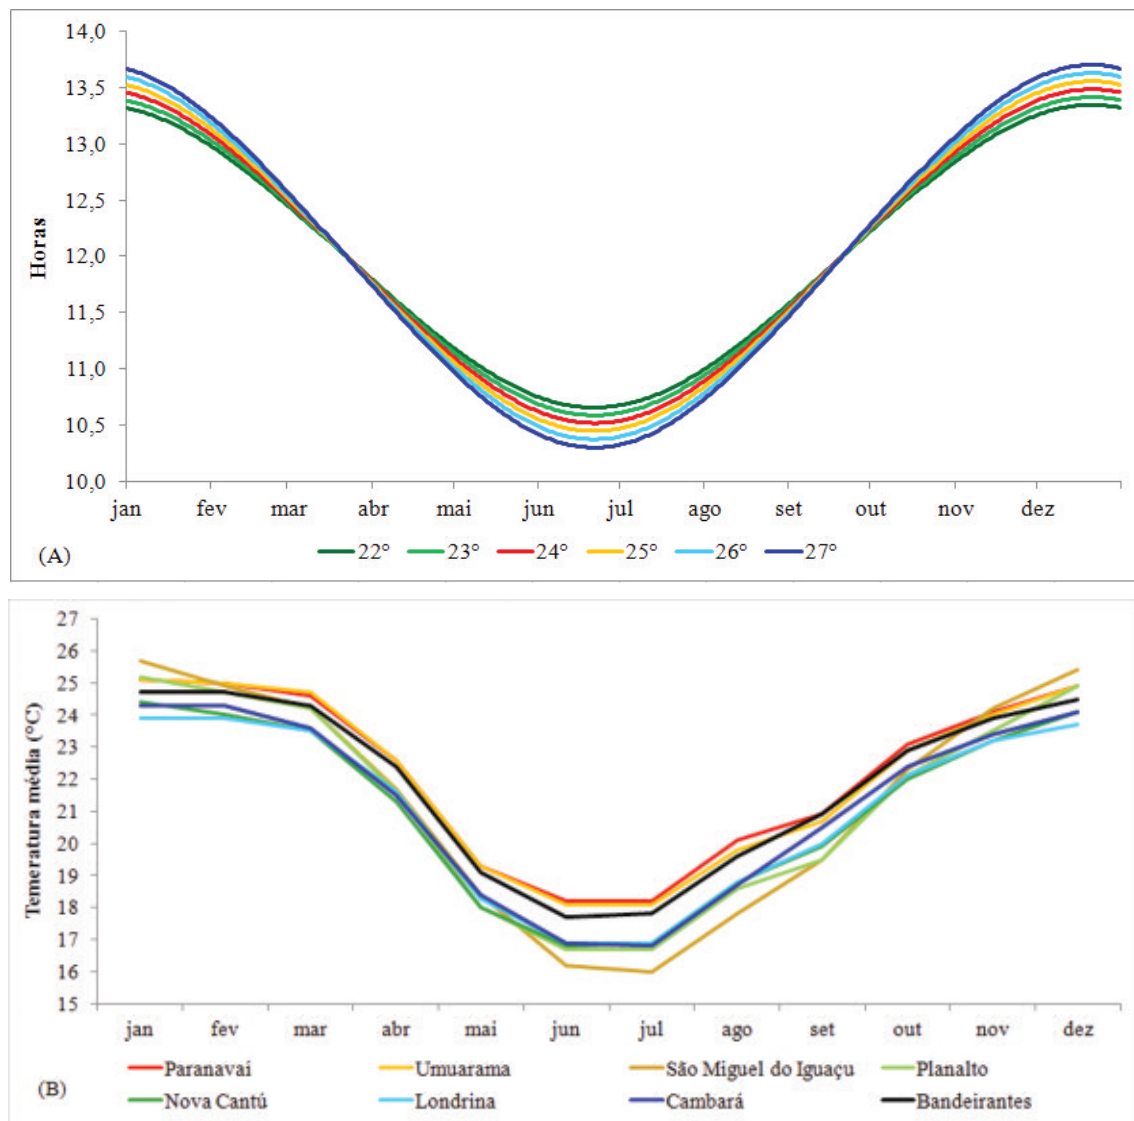 14,0
13,5
13,0
12,5
12,0
11,5
11,0
10,5
10,0
Horas
jan fev mar abr mai jun jul ago set out nov dez
(A)
22° 23° 24° 25° 26° 27°
27
26
25
24
23
22
21
20
19
18
17
16
15
Temeratura média (°C)
jan fev mar abr mai jun jul ago set out nov dez
Paranavaí Umuarama São Miguel do Iguaçu Planalto
(B)
Nova Cantú Londrina Cambará Bandeirantes